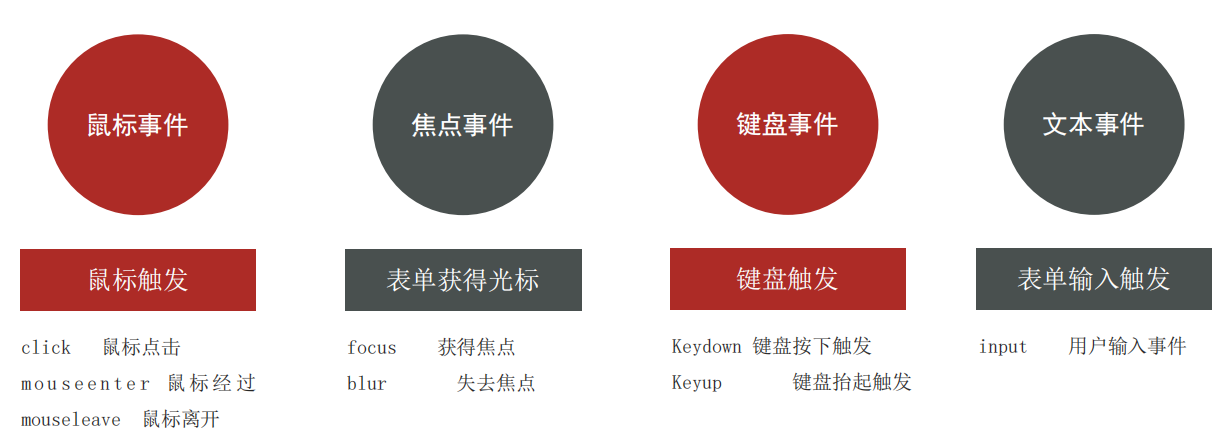 鼠标事件
鼠标触发
click 鼠标点击
mouseenter 鼠标经过
mouseleave 鼠标离开
焦点事件
表单获得光标
focus 获得焦点
blur 失去焦点
键盘事件
键盘触发
Keydown 键盘按下触发
Keyup 键盘抬起触发
文本事件
表单输入触发
input 用户输入事件